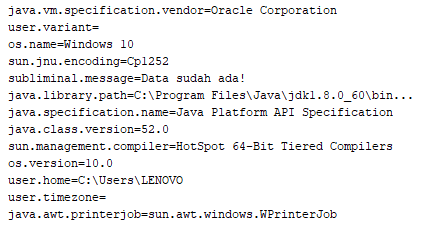 java.vm.specification.vendor=Oracle Corporation
user.variant=
os.name=Windows 10
sun.jnu.encoding=Cp1252
subliminal.message=Data sudah ada!
java.library.path=C:\Program Files\Java\jdk1.8.0_60\bin...
java.specification.name=Java Platform API Specification
java.class.version=52.0
sun.management.compiler=HotSpot 64-Bit Tiered Compilers
os.version=10.0
user.home=C:\Users\LENOVO
user.timezone=
java.awt.printerjob=sun.awt.windows.WPrinterJob